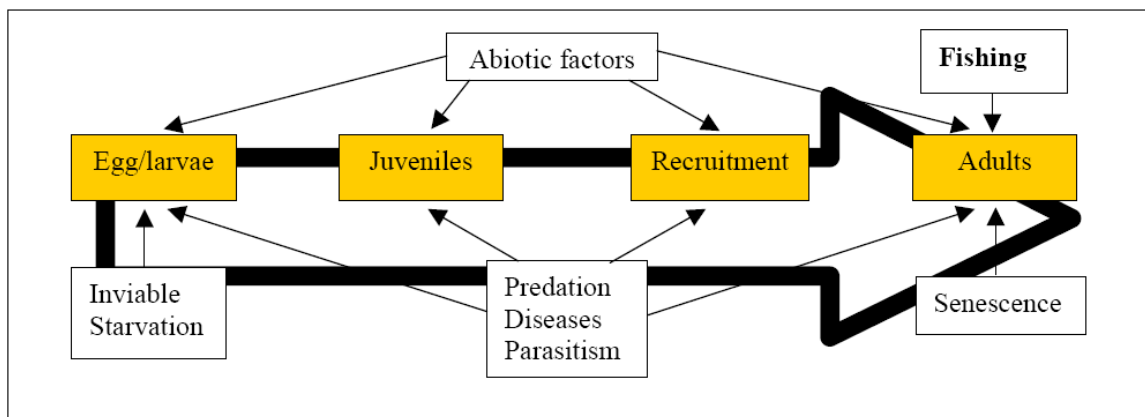 Abiotic factors
Fishing
Egg/larvae
Juveniles
Recruitment
Adults
Inviable
Starvation
Predation
Diseases
Parasitism
Senescence